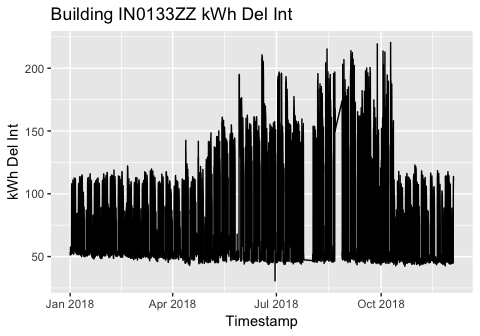 Building IN0133ZZ kWh Del Int
kWh Del Int
200
150
100
50
Jan 2018 Apr 2018 Jul 2018 Oct 2018
Timestamp